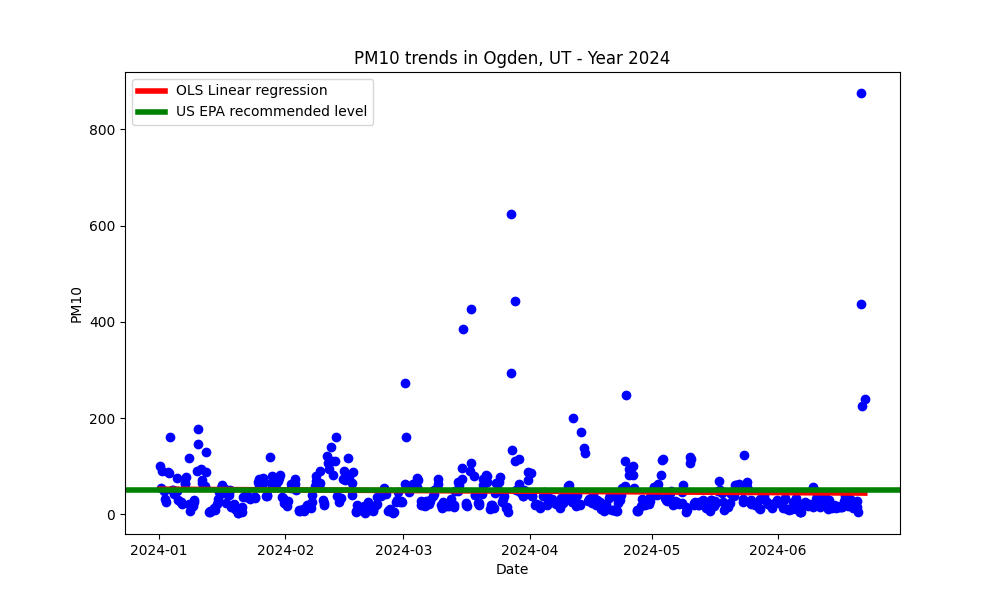 PM10 trends in Ogden, UT - Year 2024
OLS Linear regression
US EPA recommended level
PM10
800
600
400
200
0
2024-01 2024-02 2024-03 2024-04 2024-05 2024-06
Date